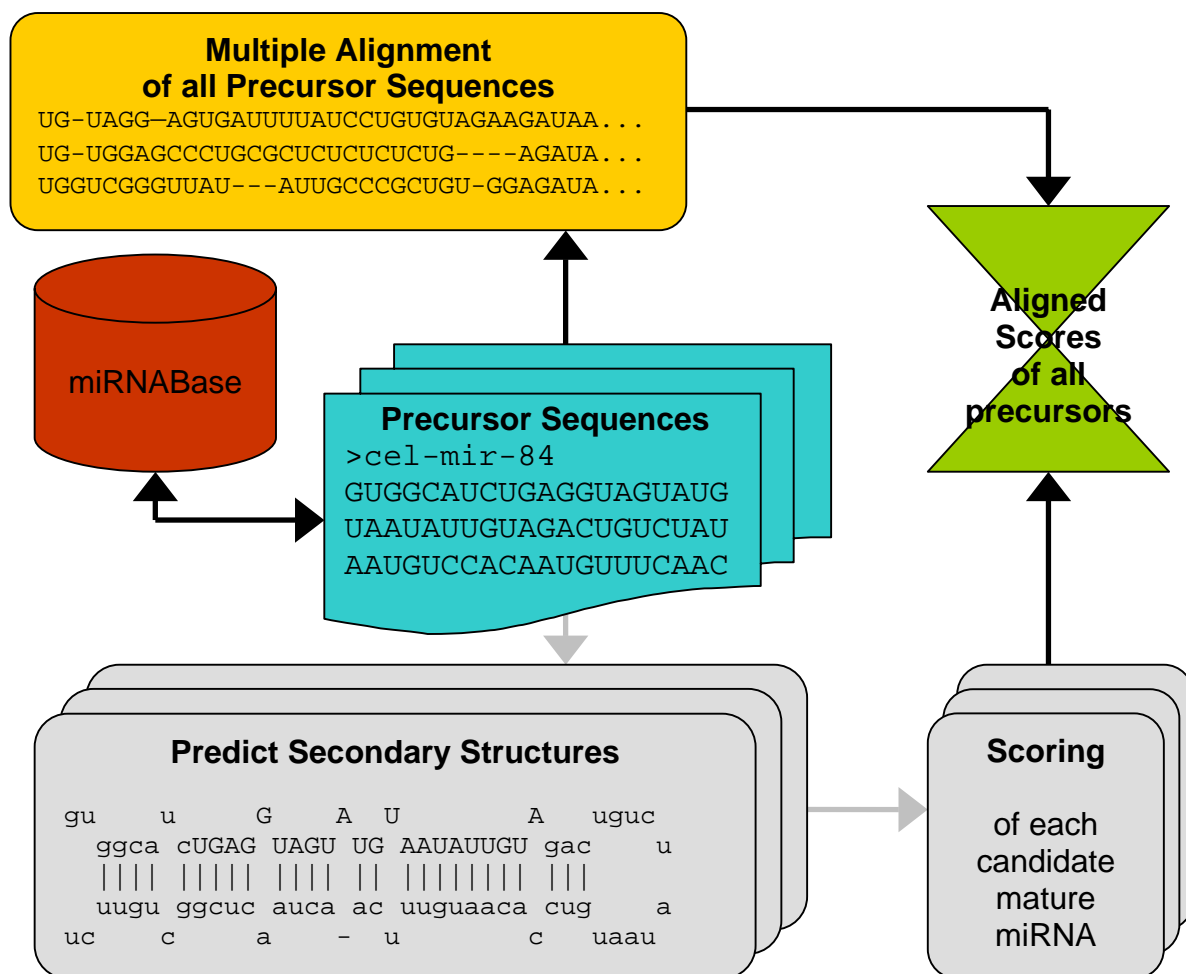 Multiple Alignment
of all Precursor Sequences
UG-UAGG—AGUGAUUUUAUCCUGUGUAGAAGAUAA...
UG-UGGAGCCCUGCGCUCUCUCUCUG----AGAUA...
UGGUCGGGUUAU---AUUGCCCGCUGU-GGAGAUA...
miRNABase
Precursor Sequences
>cel-mir-84
GUGGCAUCUGAGGUAGUAUG
UAAUAUUGUAGACUGUCUAU
AAUGUCCACAAUGUUUCAAC
Aligned
Scores
of all
precursors
Predict Secondary Structures
gu   u     G    A  U         A   uguc
  ggca cUGAG UAGU UG AAUAUUGU gac     u
  |||| ||||| |||| || |||||||| |||
  uugu ggcuc auca ac uuguaaca cug     a
uc    c     a    -  u        c   uaau
Scoring
of each
candidate
mature
miRNA